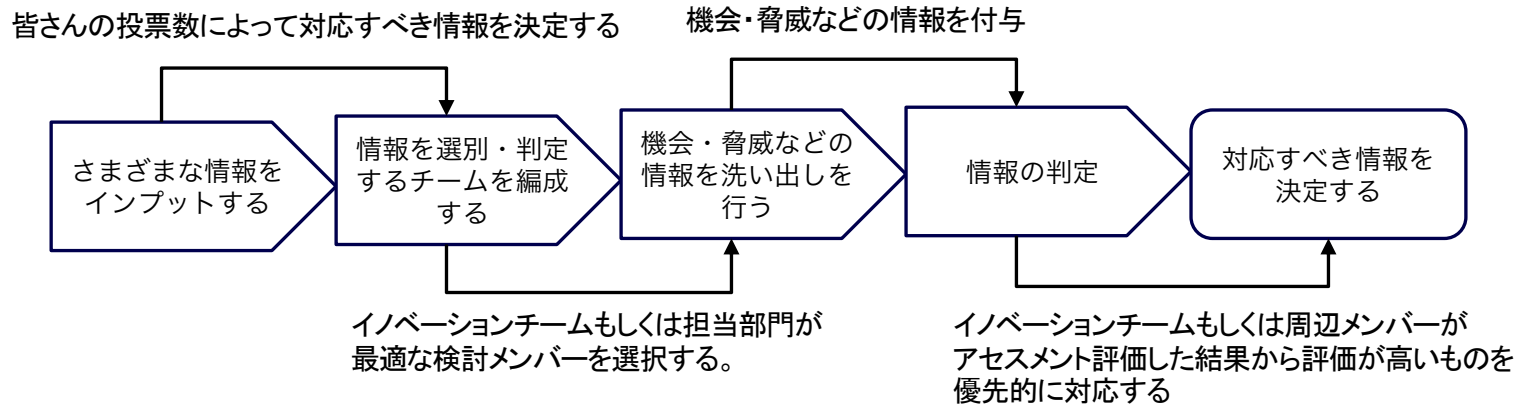 皆さんの投票数によって対応すべき情報を決定する
機会・脅威などの情報を付与
さまざまな情報を
インプットする
情報を選別・判定
するチームを編成
する
機会・脅威などの
情報を洗い出しを
行う
情報の判定
対応すべき情報を
決定する
イノベーションチームもしくは担当部門が
最適な検討メンバーを選択する。
イノベーションチームもしくは周辺メンバーが
アセスメント評価した結果から評価が高いものを
優先的に対応する